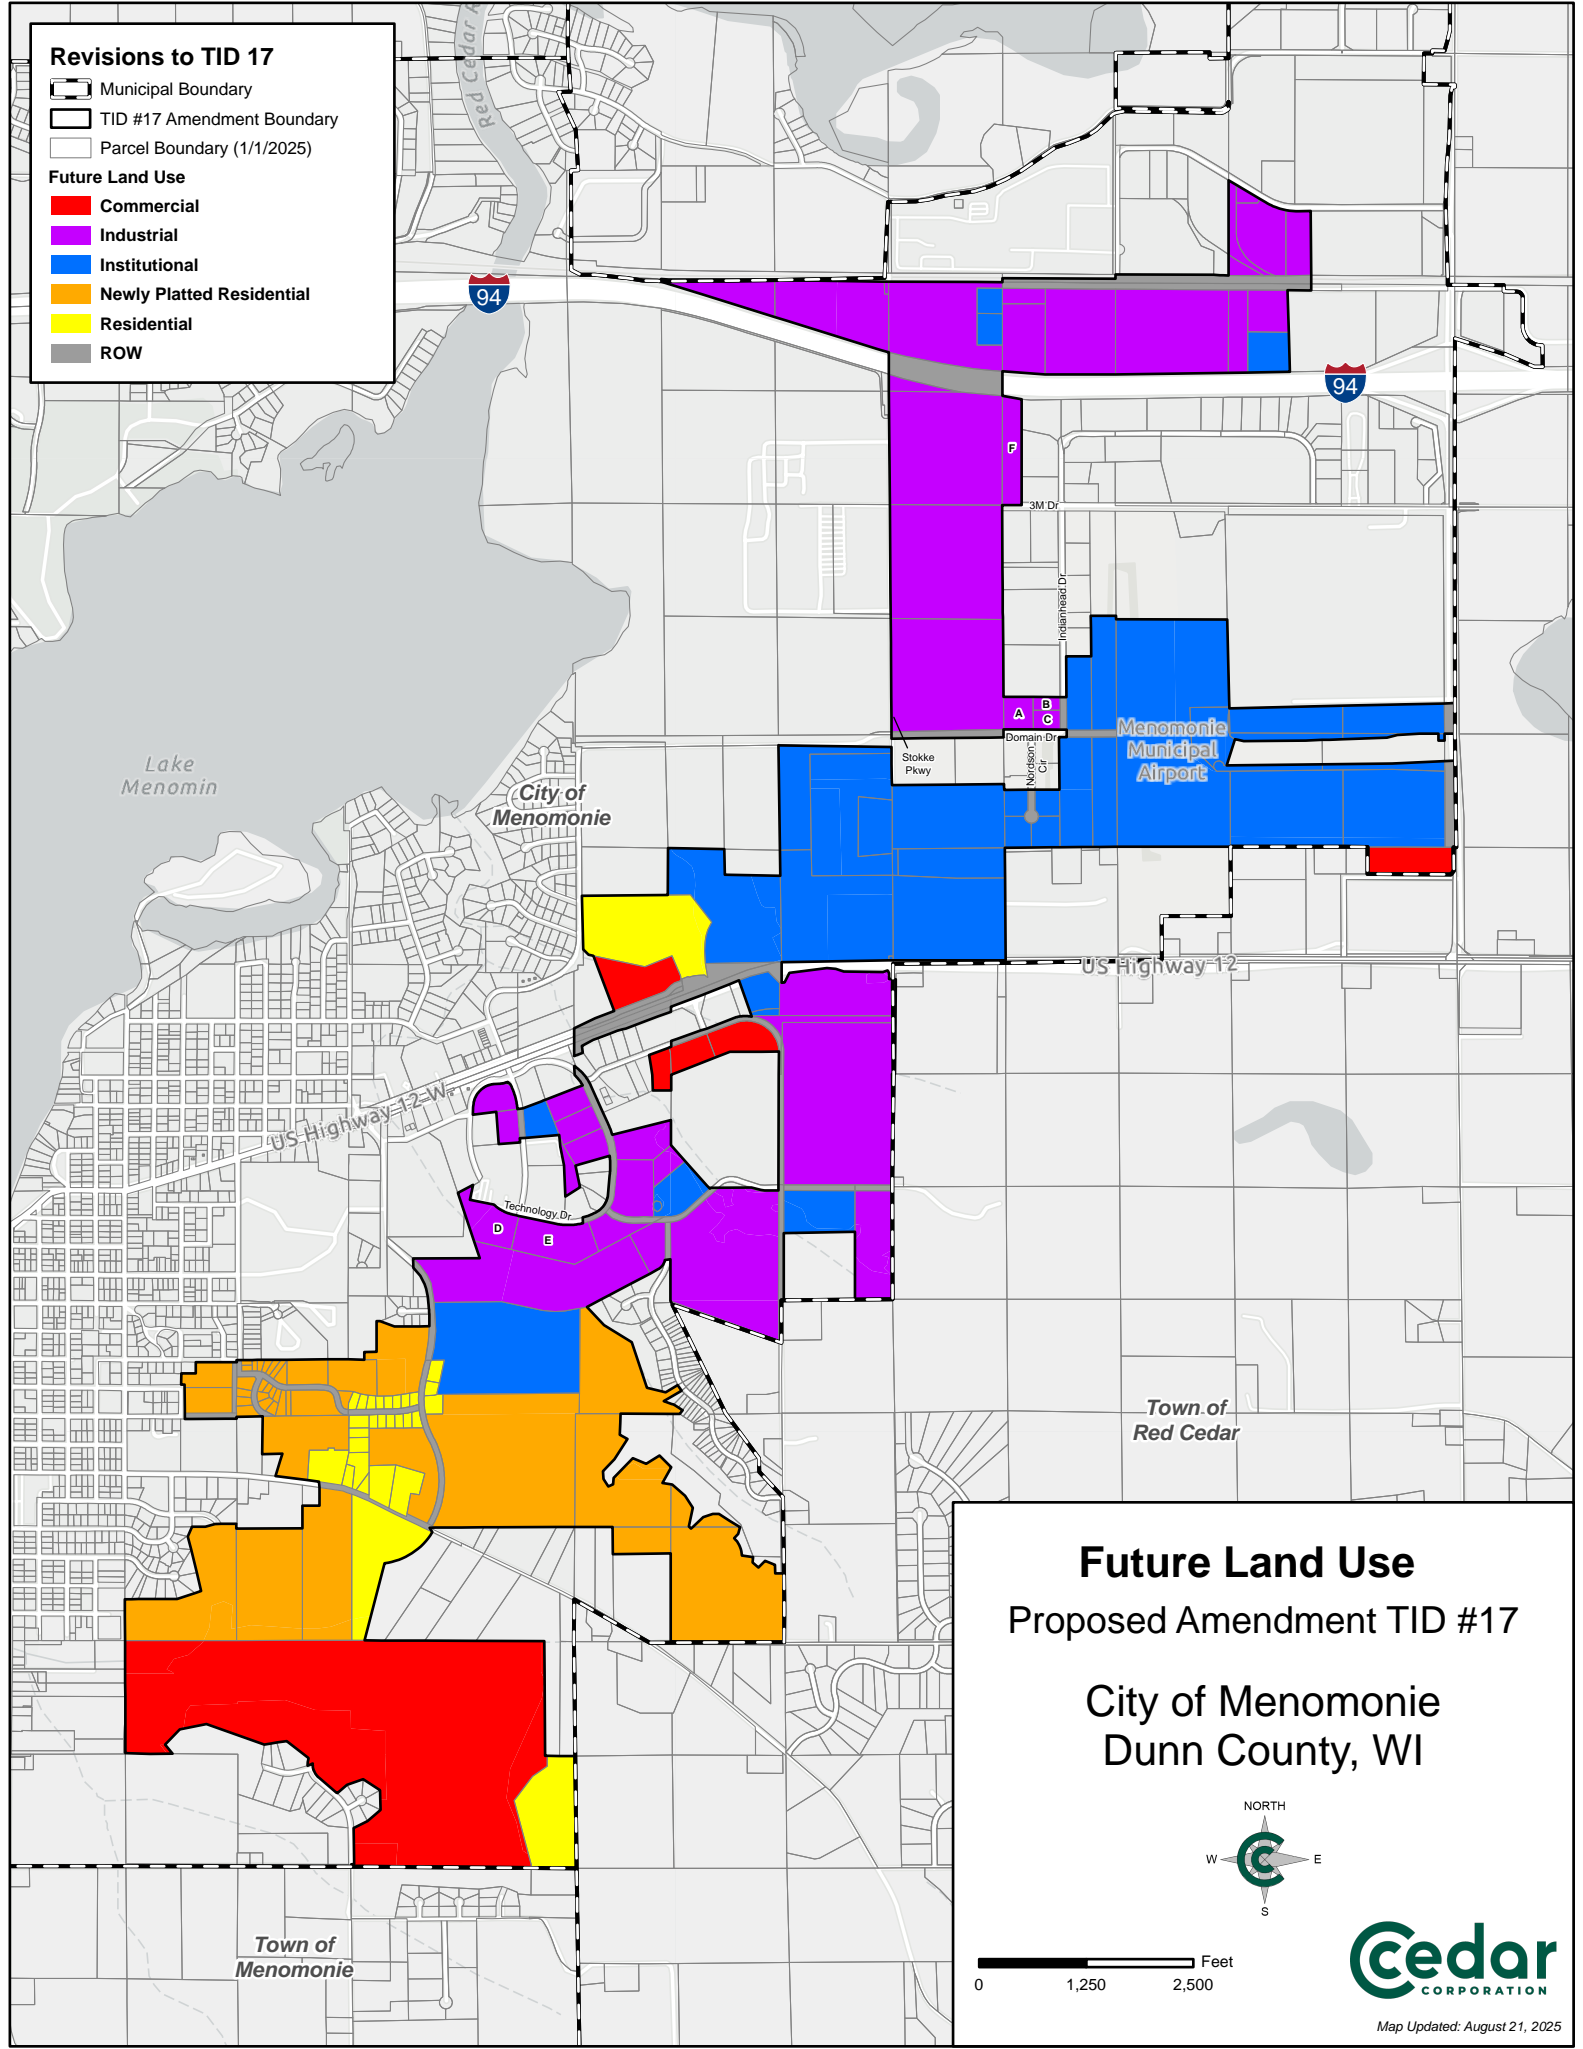 Revisions to TID 17
Municipal Boundary
TID #17 Amendment Boundary
Parcel Boundary (1/1/2025)
Future Land Use
Commercial
Industrial
Institutional
Newly Platted Residential
Residential
ROW
Red Cedar R
94
94
F
3M Dr
Indianhead Dr
A
B
C
Domain Dr
Nordson
Cir
Stokke
Pkwy
Menomonie
Municipal
Airport
Lake
Menomin
City of
Menomonie
US Highway 12
US Highway 12 W
Technology Dr
D
E
Town of
Red Cedar
Town of
Menomonie
Future Land Use
Proposed Amendment TID #17
City of Menomonie
Dunn County, WI
NORTH
W
E
S
Feet
0
1,250
2,500
cedar
CORPORATION
Map Updated: August 21, 2025